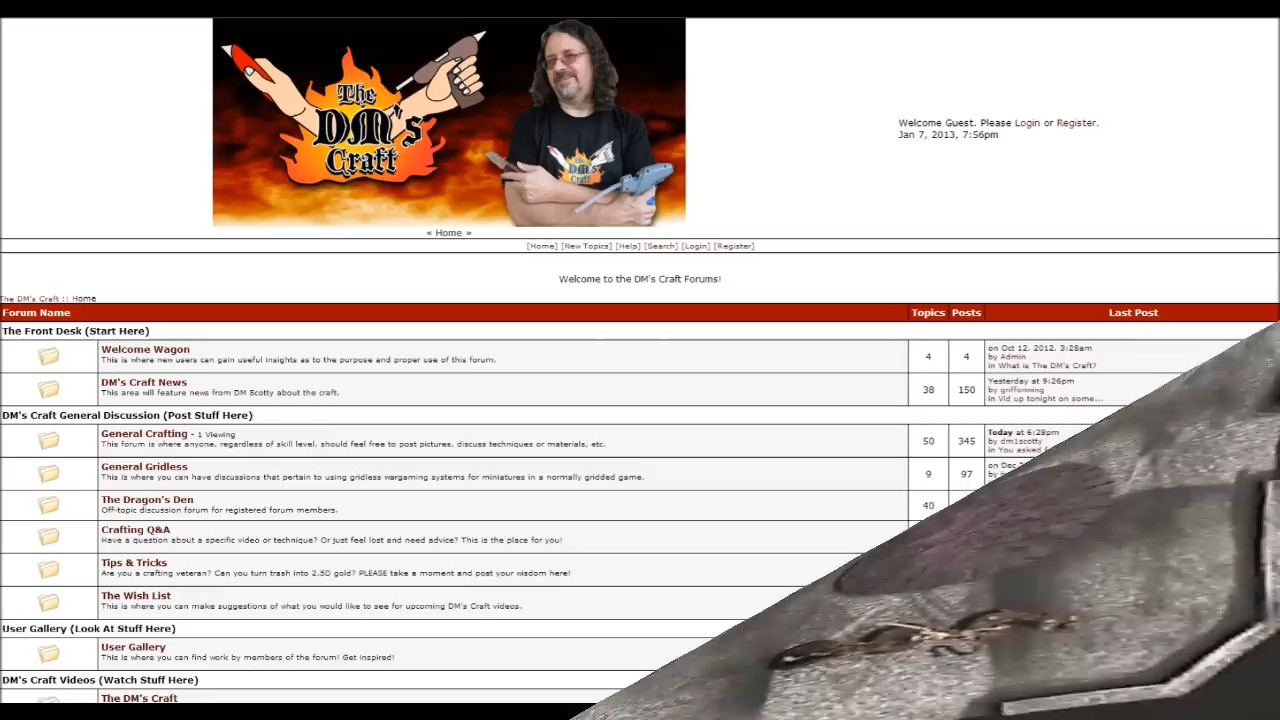 The
DM's
Craft
The
DM's
Craft
Welcome Guest. Please Login or Register.
Jan 7, 2013, 7:56pm
« Home »
[Home] [New Topics] [Help] [Search] [Login] [Register]
Welcome to the DM's Craft Forums!
The DM's Craft :: Home
Forum Name Topics Posts Last Post
The Front Desk (Start Here)
Welcome Wagon
This is where new users can gain useful insights as to the purpose and proper use of this forum.
4 4
on Oct 12, 2012, 3:28am
by Admin
in What is The DM's Craft?
DM's Craft News
This area will feature news from DM Scotty about the craft.
38 150
Yesterday at 9:26pm
by griffonwing
in Vid up tonight on some...
DM's Craft General Discussion (Post Stuff Here)
General Crafting - 1 Viewing
This forum is where anyone, regardless of skill level, should feel free to post pictures, discuss techniques or materials, etc.
50 345
Today at 6:28pm
by dm1scotty
in You asked
General Gridless
This is where you can have discussions that pertain to using gridless wargaming systems for miniatures in a normally gridded game.
9 97
on Dec
by
The Dragon's Den
Off-topic discussion forum for registered forum members.
40
Crafting Q&A
Have a question about a specific video or technique? Or just feel lost and need advice? This is the place for you!
Tips & Tricks
Are you a crafting veteran? Can you turn trash into 2.5D gold? PLEASE take a moment and post your wisdom here!
The Wish List
This is where you can make suggestions of what you would like to see for upcoming DM's Craft videos.
User Gallery (Look At Stuff Here)
User Gallery
This is where you can find work by members of the forum! Get inspired!
DM's Craft Videos (Watch Stuff Here)
The DM's Craft